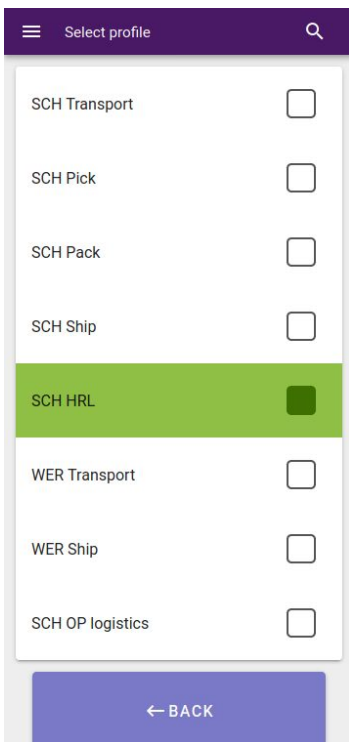 Select profile
SCH Transport
SCH Pick
SCH Pack
SCH Ship
SCH HRL
WER Transport
WER Ship
SCH OP logistics
←BACK